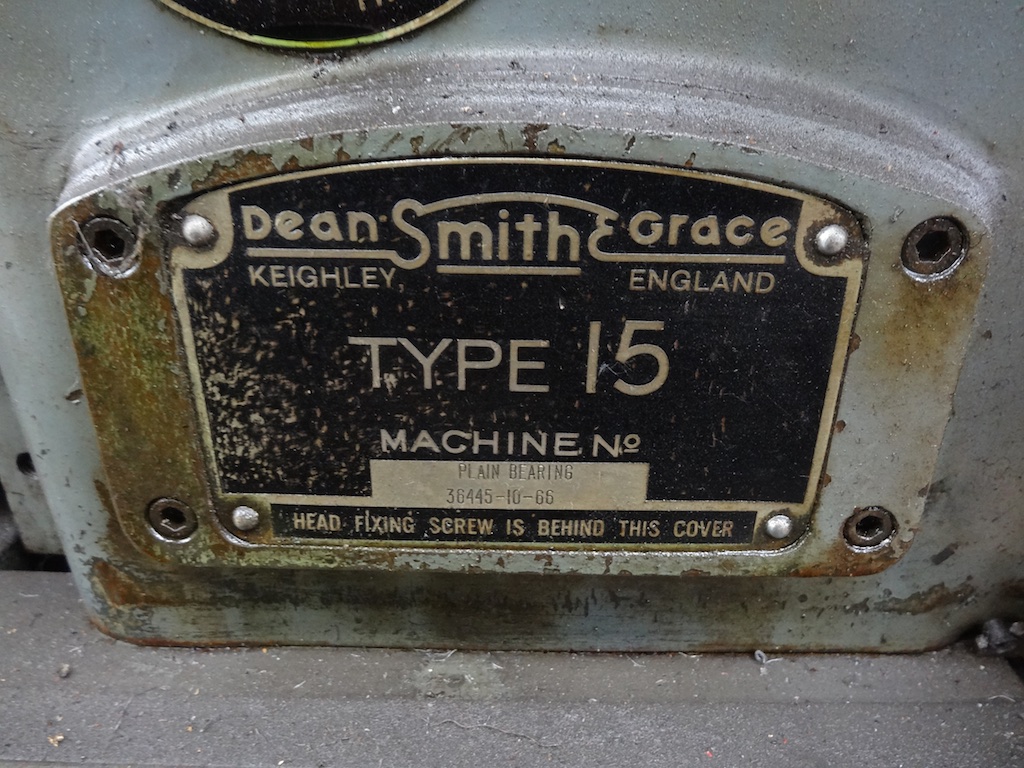 Dean Smith & Grace
KEIGHLEY, ENGLAND
TYPE 15
MACHINE Nº
PLAIN BEARING
36445-10-66
HEAD FIXING SCREW IS BEHIND THIS COVER